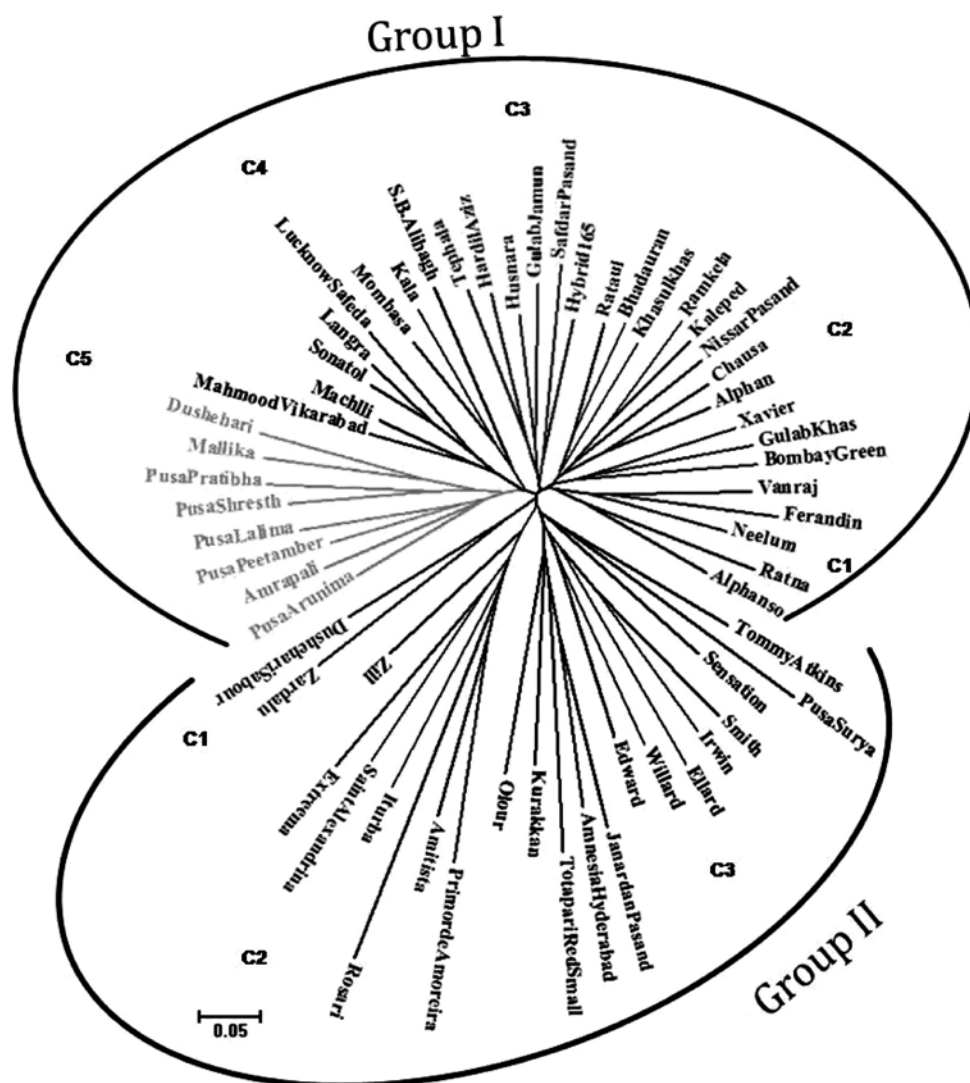 Group I
C3
C4
C5
C2
C1
Dushehari
Mallika
PusaPratibha
PusaShresth
PusaLalima
PusaPeetamber
Amrapali
PusaArunima
MahmoodVikarabad
Machlli
Sonatol
Langra
LucknowSafeda
Mombasa
Kala
S.B.Alibagh
Tephala
HardilAziz
Husnara
GulabJamun
SafdarPasand
Hybrid165
Rataul
Bhadauran
Khasulkhas
Ramkela
Kaleped
NissarPasand
Chausa
Alphan
Xavier
GulabKhas
BombayGreen
Vanraj
Ferandin
Neelum
Ratna
Alphanso
TommyAtkins
PusaSurya
Sensation
Smith
Irwin
Ellard
Willard
Edward
JanardanPasand
AmnesiaHyderabad
TotapariRedSmall
Kurakkan
Olour
PrimordeAmoreira
Amitista
Rosari
Iturba
SaintAlexandrina
Extreema
Zill
Zardalu
DushehariSabour
C1
C2
C3
Group II
0.05